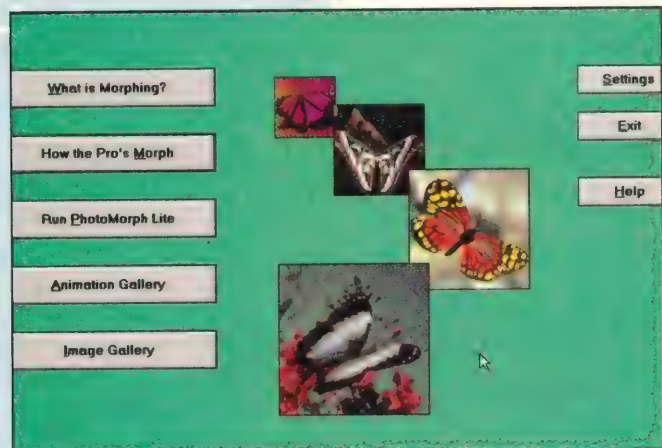 What is Morphing?
How the Pro's Morph
Run PhotoMorph Lite
Animation Gallery
Image Gallery
Settings
Exit
Help